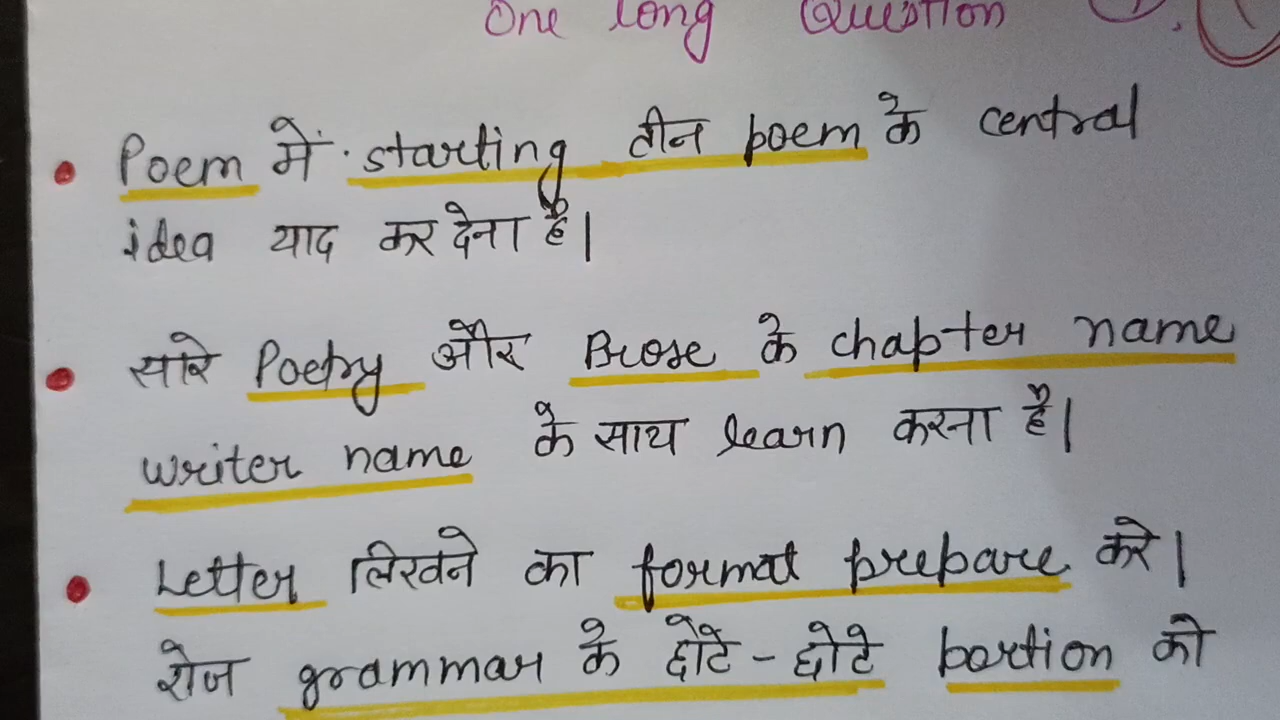 One long Question
Poem में starting तीन poem के central
idea याद कर देना है।
सारे Poetry और Prose के chapter name
writer name के साथ learn करना है।
Letter लिखने का format prepare करे।
रोज grammar के छोटे - छोटे portion को